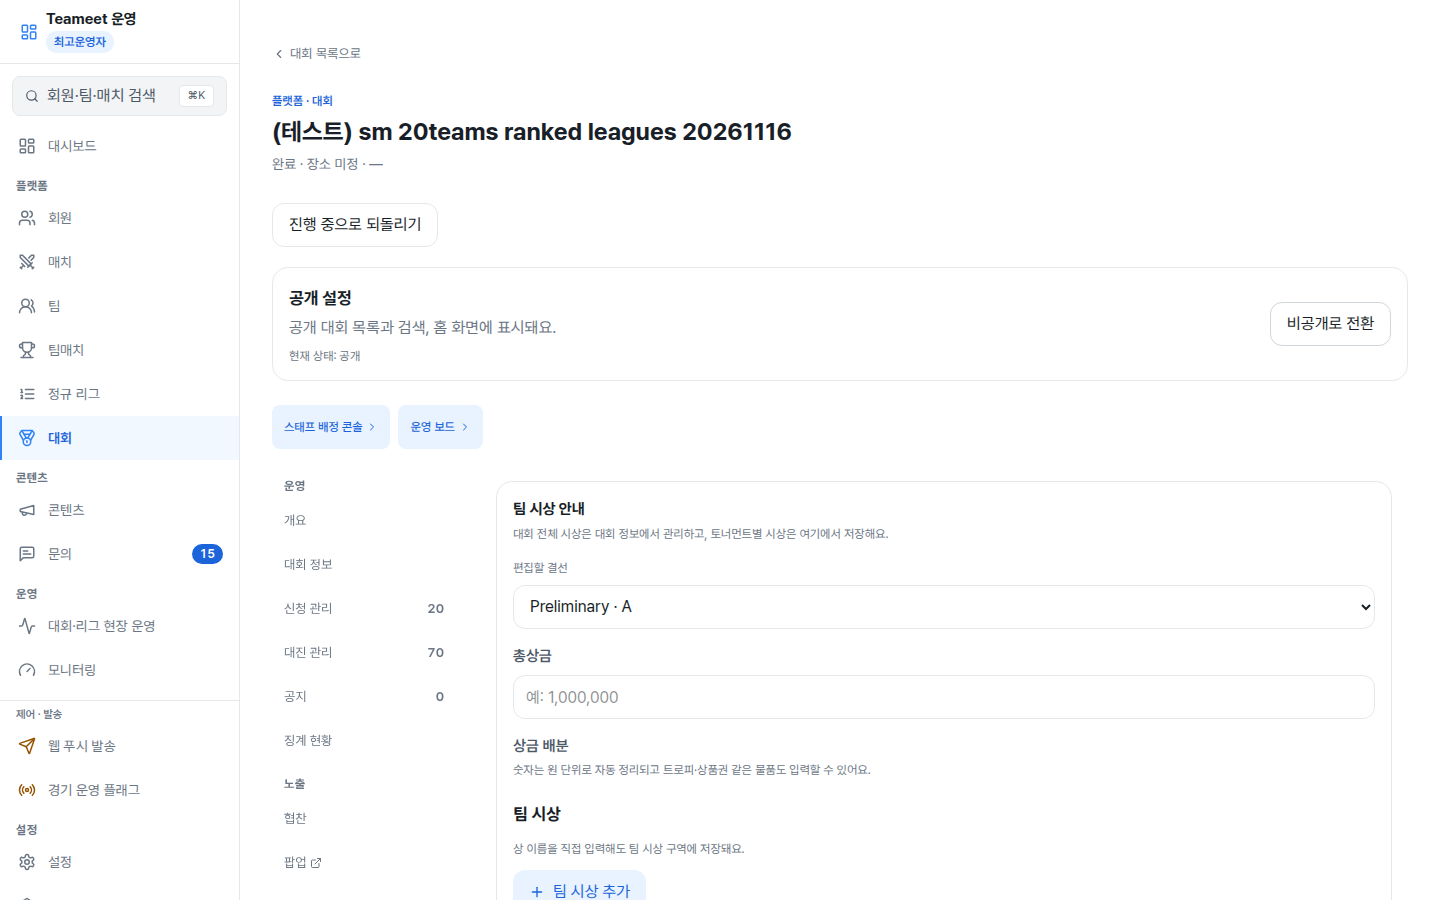 Teameet 운영
최고운영자
회원·팀·매치 검색 ⌘K
대시보드
플랫폼
회원
매치
팀
팀매치
정규 리그
대회
콘텐츠
콘텐츠
문의 15
운영
대회·리그 현장 운영
모니터링
제어 · 발송
웹 푸시 발송
경기 운영 플래그
설정
설정
대회 목록으로
플랫폼 · 대회
(테스트) sm 20teams ranked leagues 20261116
완료 · 장소 미정 · —
진행 중으로 되돌리기
공개 설정
공개 대회 목록과 검색, 홈 화면에 표시돼요.
현재 상태: 공개
비공개로 전환
스태프 배정 콘솔
운영 보드
운영
개요
대회 정보
신청 관리 20
대진 관리 70
공지 0
징계 현황
노출
협찬
팝업
팀 시상 안내
대회 전체 시상은 대회 정보에서 관리하고, 토너먼트별 시상은 여기에서 저장해요.
편집할 결선
Preliminary · A
총상금
예: 1,000,000
상금 배분
숫자는 원 단위로 자동 정리되고 트로피·상품권 같은 물품도 입력할 수 있어요.
팀 시상
상 이름을 직접 입력해도 팀 시상 구역에 저장돼요.
+ 팀 시상 추가